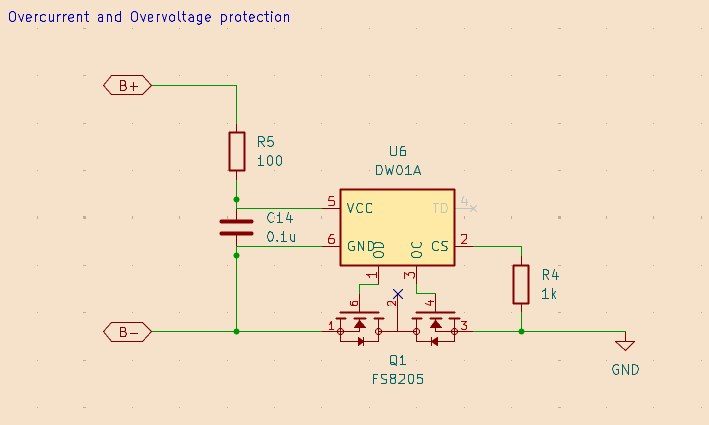 Overcurrent and Overvoltage protection
B+
R5
100
U6
DW01A
5
VCC
TD
4
C14
0.1u
6
GND
OD
OC
CS
2
1
3
R4
1k
6
2
4
B-
1
3
Q1
FS8205
GND